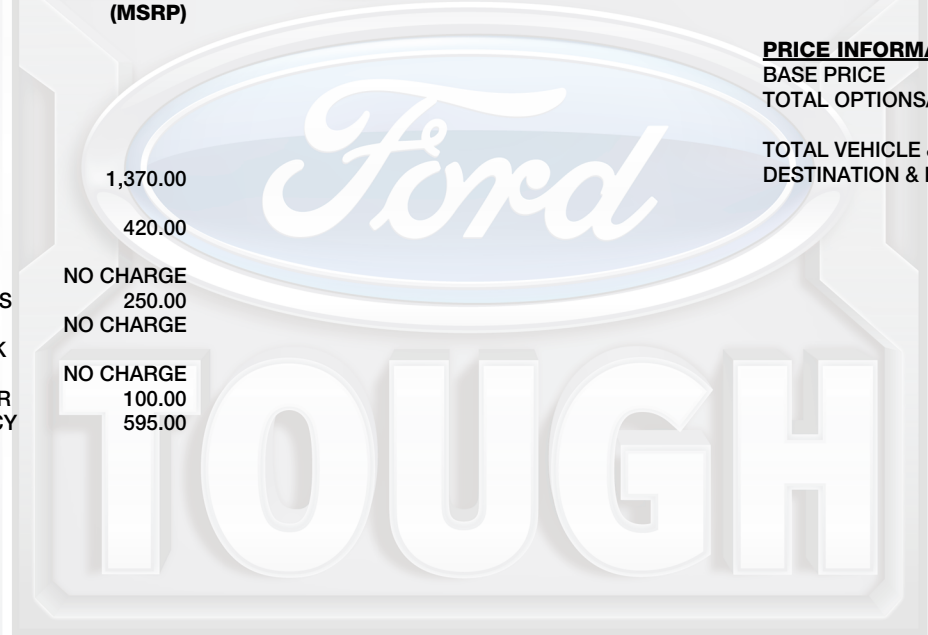 (MSRP)
1,370.00
420.00
NO CHARGE
S 250.00
NO CHARGE
K
NO CHARGE
R 100.00
CY 595.00
PRICE INFORMA
BASE PRICE
TOTAL OPTIONS/
TOTAL VEHICLE &
DESTINATION &
Ford
TOUGH